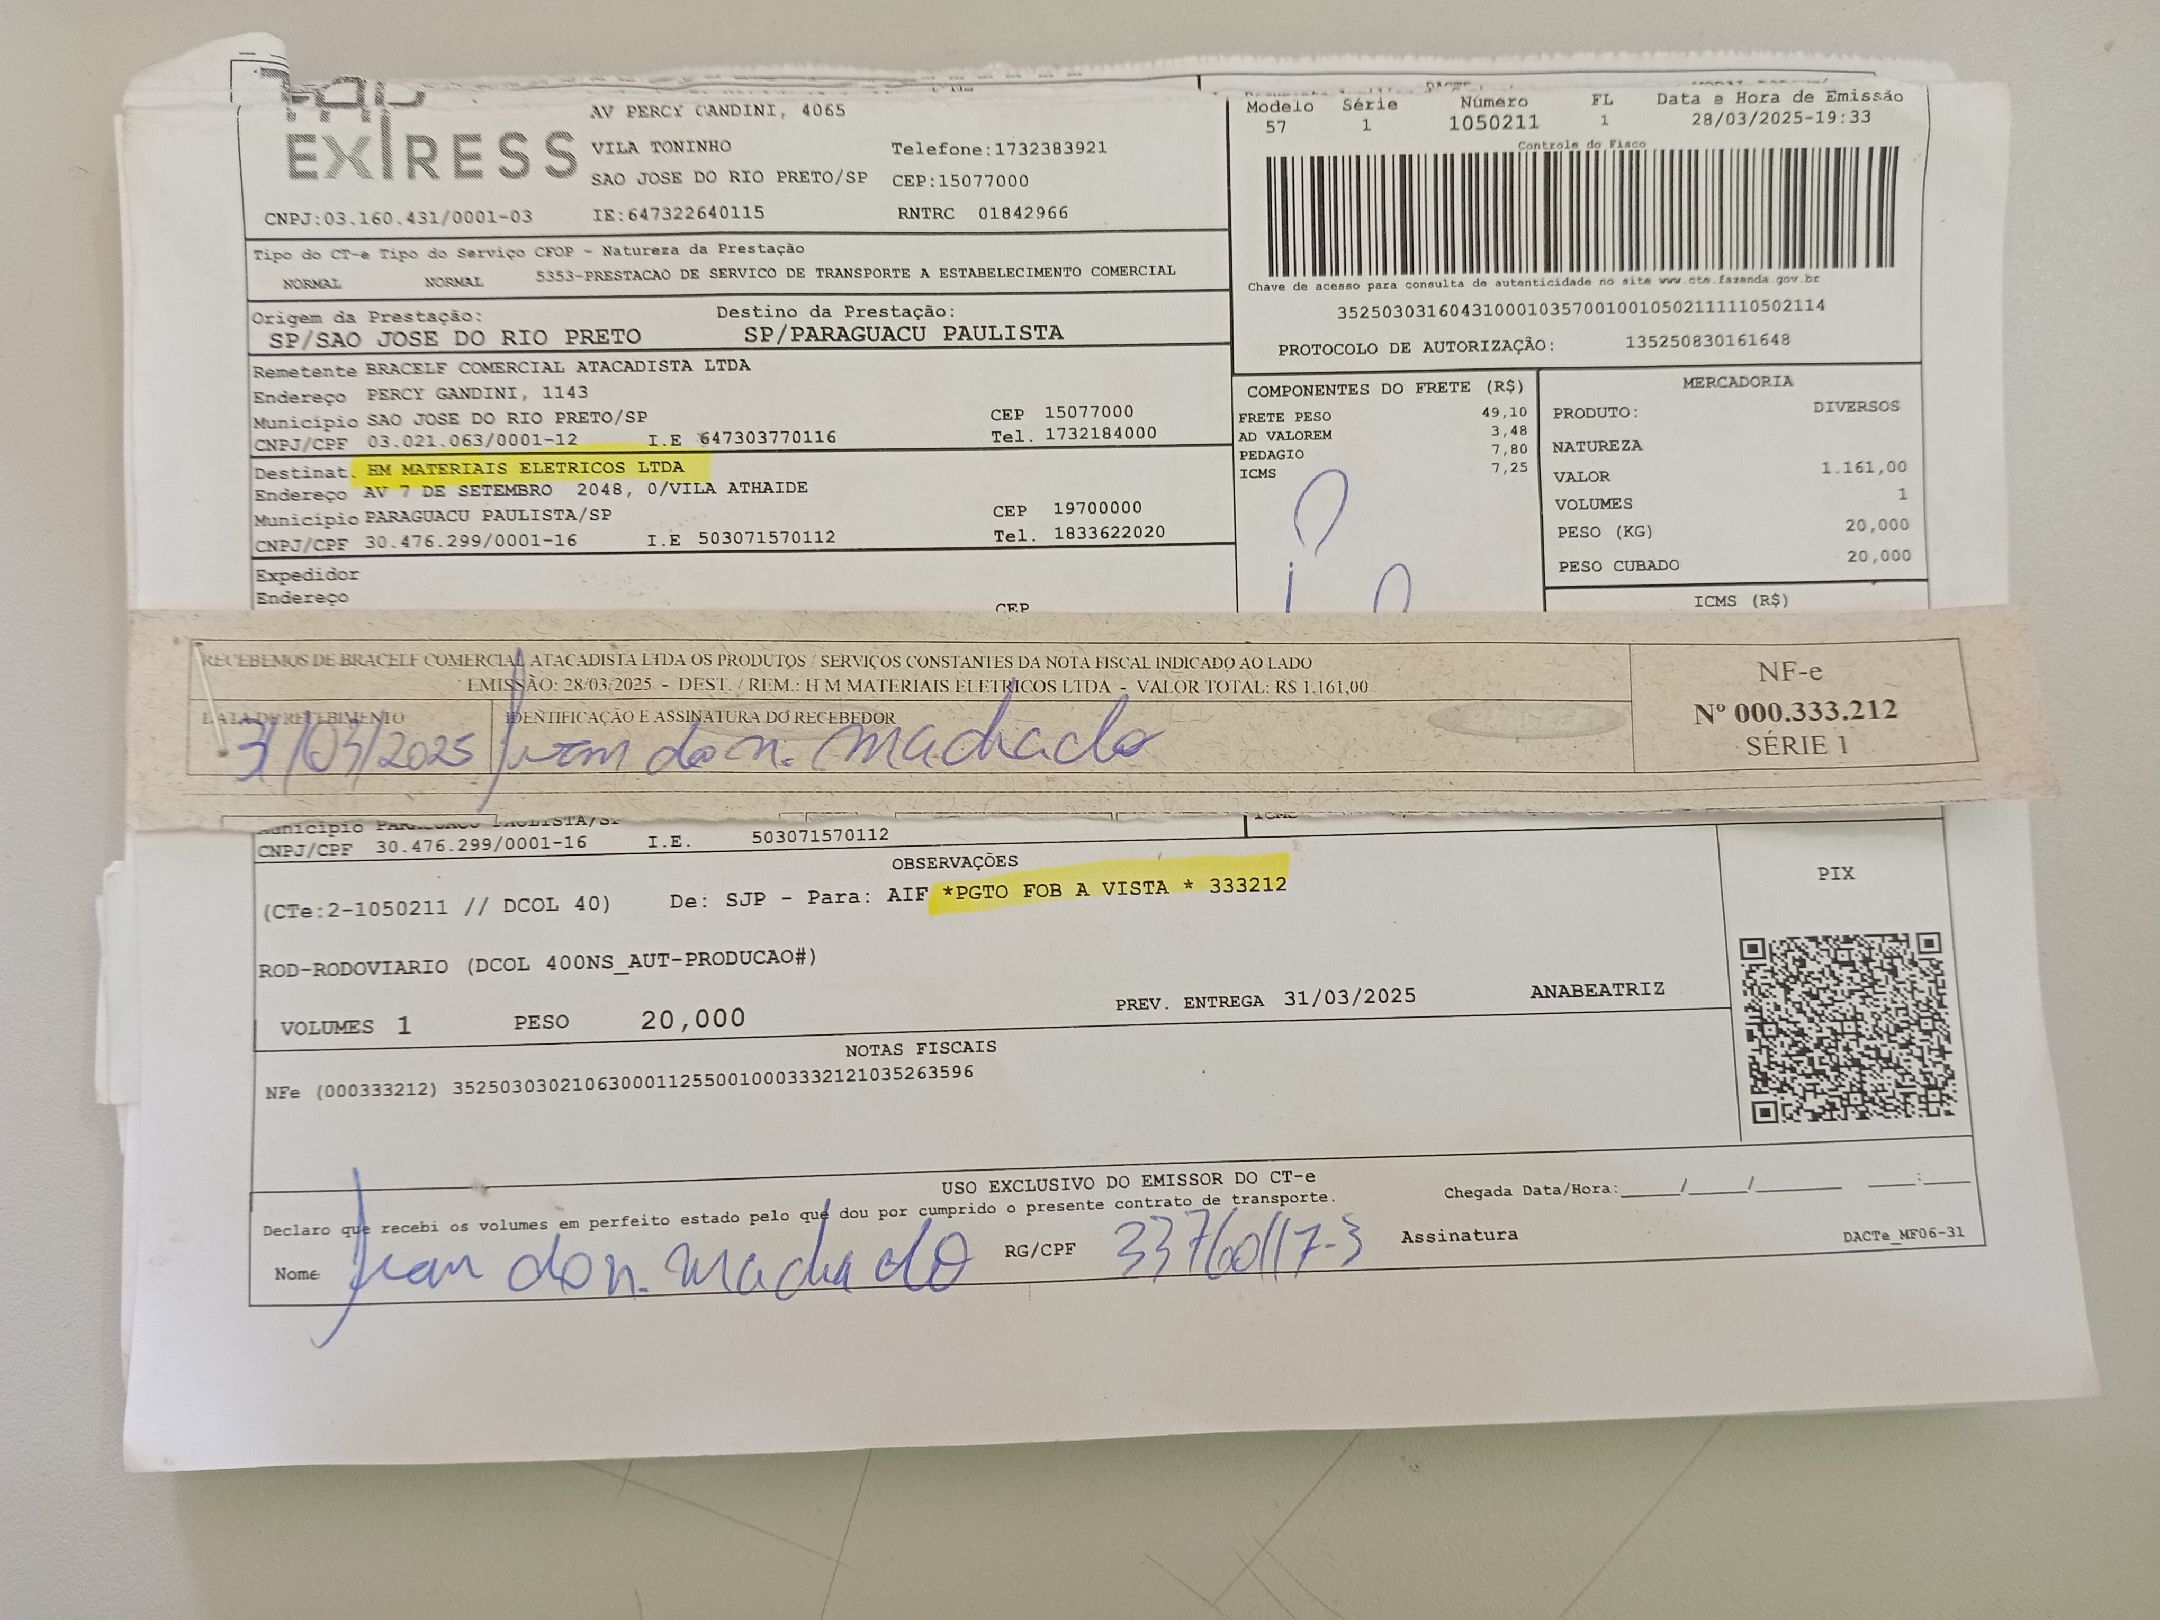 EXPRESS
AV PERCY GANDINI, 4065
VILA TONINHO Telefone:1732383921
SAO JOSE DO RIO PRETO/SP CEP:15077000
CNPJ:03.160.431/0001-03 IE:647322640115 RNTRC 01842966
Modelo Série Número FL Data e Hora de Emissão
57 1 1050211 1 28/03/2025-19:33
Controle do Fisco
Chave de acesso para consulta de autenticidade no site www.cte.fazenda.gov.br
35250303160431000103570010010502111110502114
PROTOCOLO DE AUTORIZAÇÃO: 135250830161648
Tipo do CT-e Tipo do Serviço CFOP - Natureza da Prestação
NORMAL NORMAL 5353-PRESTACAO DE SERVICO DE TRANSPORTE A ESTABELECIMENTO COMERCIAL
Origem da Prestação: Destino da Prestação:
SP/SAO JOSE DO RIO PRETO SP/PARAGUACU PAULISTA
Remetente BRACELF COMERCIAL ATACADISTA LTDA
Endereço PERCY GANDINI, 1143
Município SAO JOSE DO RIO PRETO/SP CEP 15077000
CNPJ/CPF 03.021.063/0001-12 I.E 647303770116 Tel. 1732184000
Destinat. HM MATERIAIS ELETRICOS LTDA
Endereço AV 7 DE SETEMBRO 2048, 0/VILA ATHAIDE
Município PARAGUACU PAULISTA/SP CEP 19700000
CNPJ/CPF 30.476.299/0001-16 I.E 503071570112 Tel. 1833622020
Expedidor
Endereço
CEP
COMPONENTES DO FRETE (R$)
FRETE PESO 49,10
AD VALOREM 3,48
PEDAGIO 7,80
ICMS 7,25
MERCADORIA
PRODUTO: DIVERSOS
NATUREZA
VALOR 1.161,00
VOLUMES 1
PESO (KG) 20,000
PESO CUBADO 20,000
ICMS (R$)
RECEBEMOS DE BRACELF COMERCIAL ATACADISTA LTDA OS PRODUTOS / SERVIÇOS CONSTANTES DA NOTA FISCAL INDICADO AO LADO
EMISSÃO: 28/03/2025 - DEST. / REM.: H M MATERIAIS ELETRICOS LTDA - VALOR TOTAL: R$ 1.161,00
DATA DE RECEBIMENTO IDENTIFICAÇÃO E ASSINATURA DO RECEBEDOR
31/03/2025 machado
NF-e
Nº 000.333.212
SÉRIE 1
Município PARAGUACU PAULISTA/SP
CNPJ/CPF 30.476.299/0001-16 I.E. 503071570112
ICMS
OBSERVAÇÕES
(CTe:2-1050211 // DCOL 40) De: SJP - Para: AIF *PGTO FOB A VISTA * 333212
ROD-RODOVIARIO (DCOL 400NS_AUT-PRODUCAO#)
PREV. ENTREGA 31/03/2025 ANABEATRIZ
VOLUMES 1 PESO 20,000
PIX
NOTAS FISCAIS
NFe (000333212) 35250303021063000112550010003332121035263596
USO EXCLUSIVO DO EMISSOR DO CT-e
Declaro que recebi os volumes em perfeito estado pelo que dou por cumprido o presente contrato de transporte.
Chegada Data/Hora:____/____/______ ___:___
Nome machado RG/CPF 33760117-3 Assinatura
DACTe_MF06-31